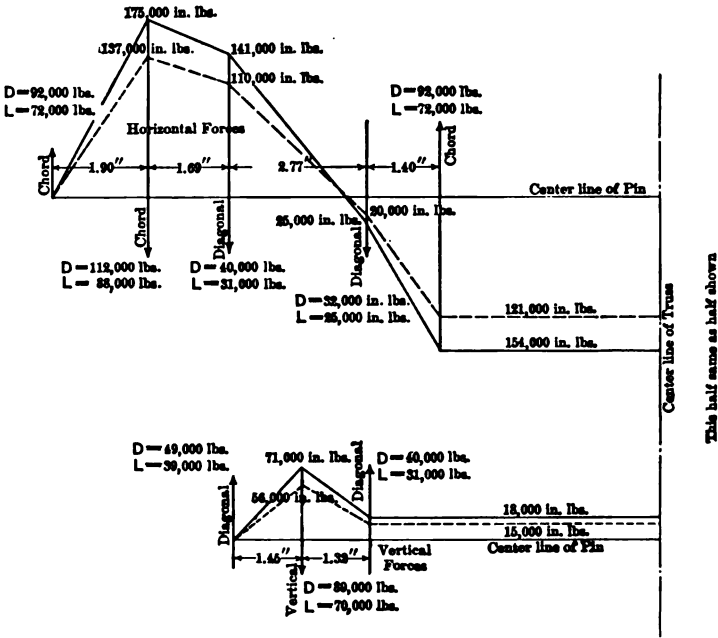 175,000 in. lbs.
137,000 in. lbs.
141,000 in. lbs.
110,000 in. lbs.
D=92,000 lbs.
L=72,000 lbs.
D=92,000 lbs.
L=72,000 lbs.
Horizontal Forces
Chord
1.90"
1.69"
2.77
1.40"
Chord
Center line of Pin
Chord
Diagonal
25,000 in. lbs.
20,000 in. lbs.
Diagonal
D=112,000 lbs.
L=88,000 lbs.
D=40,000 lbs.
L=31,000 lbs.
D=32,000 in. lbs.
L=25,000 in. lbs.
121,000 in. lbs.
154,000 in. lbs.
Center line of Truss
This half same as half shown
D=49,000 lbs.
L=39,000 lbs.
71,000 in. lbs.
56,000 in. lbs.
D=40,000 lbs.
L=31,000 lbs.
Diagonal
Diagonal
18,000 in. lbs.
15,000 in. lbs.
Center line of Pin
1.45"
1.33"
Vertical
Forces
Vertical
D=89,000 lbs.
L=70,000 lbs.